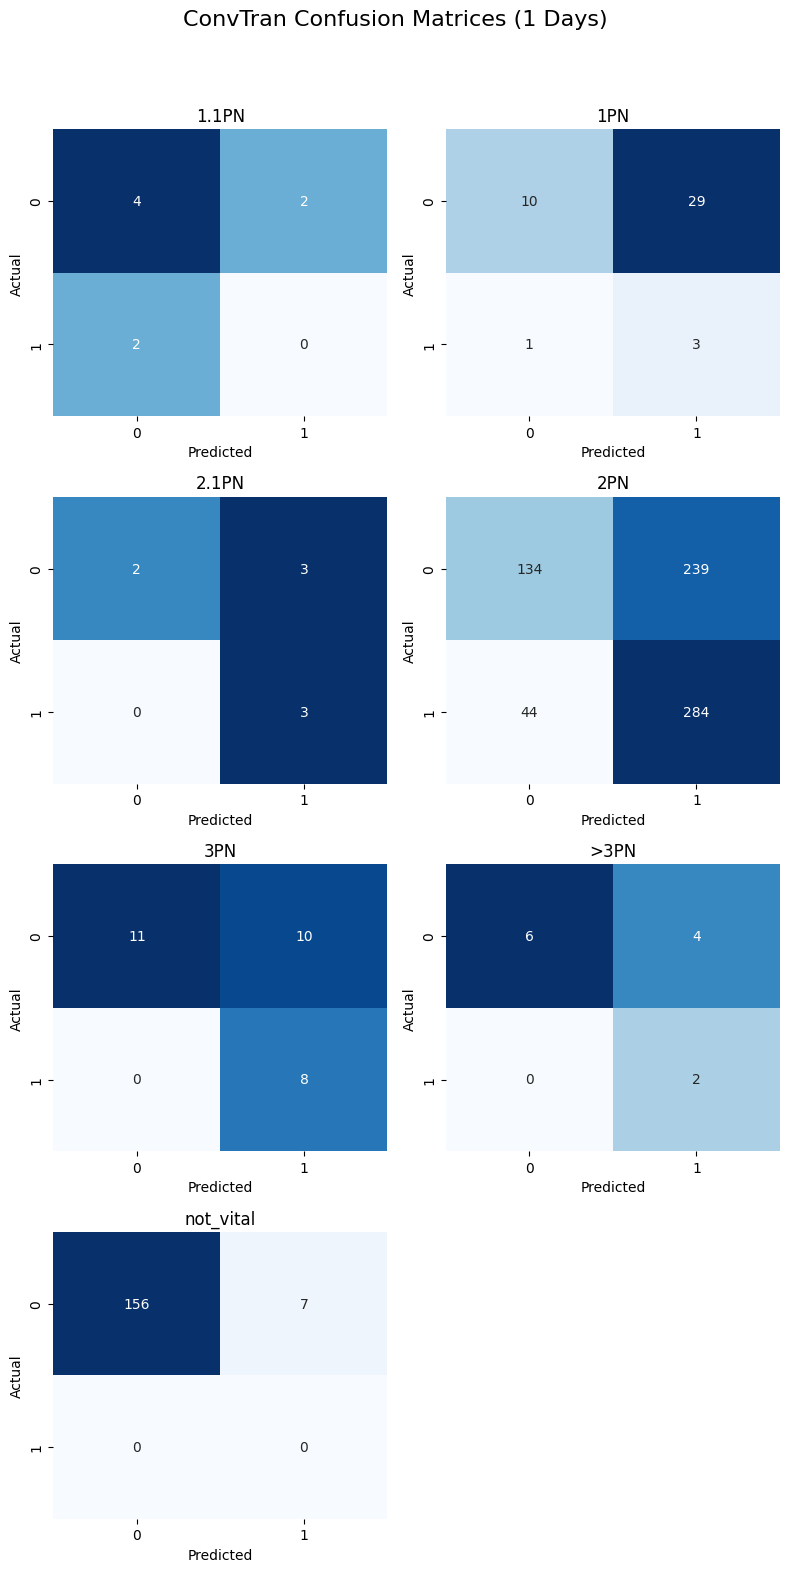 ConvTran Confusion Matrices (1 Days)
1.1PN
0
4
2
Actual
1
2
0
0
1
Predicted
1PN
0
10
29
Actual
1
1
3
0
1
Predicted
2.1PN
0
2
3
Actual
1
0
3
0
1
Predicted
2PN
0
134
239
Actual
1
44
284
0
1
Predicted
3PN
0
11
10
Actual
1
0
8
0
1
Predicted
>3PN
0
6
4
Actual
1
0
2
0
1
Predicted
not_vital
0
156
7
Actual
1
0
0
0
1
Predicted